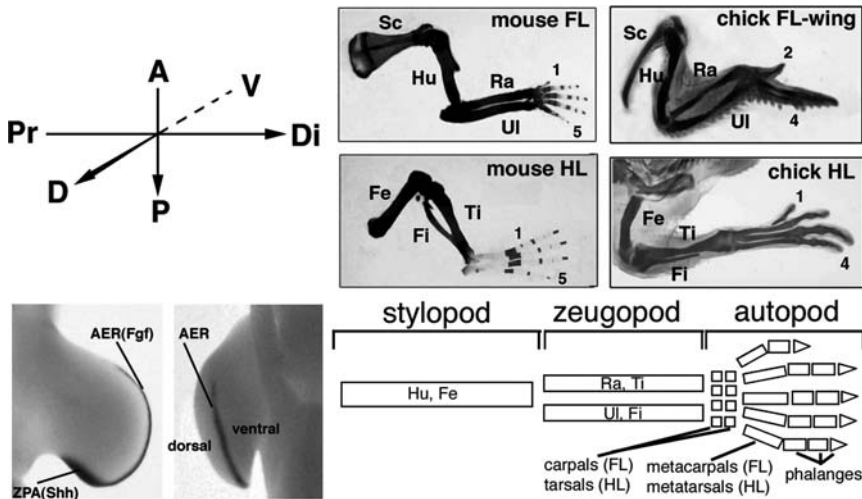 A
V
Pr
Di
D
P
mouse FL
Sc
Hu
Ra
Ul
1
5
chick FL-wing
Sc
Hu
Ra
Ul
2
4
mouse HL
Fe
Fi
Ti
1
5
chick HL
Fe
Ti
Fi
1
4
AER(Fgf)
ZPA(Shh)
AER
dorsal
ventral
stylopod
zeugopod
autopod
Hu, Fe
Ra, Ti
Ul, Fi
carpals (FL)
tarsals (HL)
metacarpals (FL)
metatarsals (HL)
phalanges